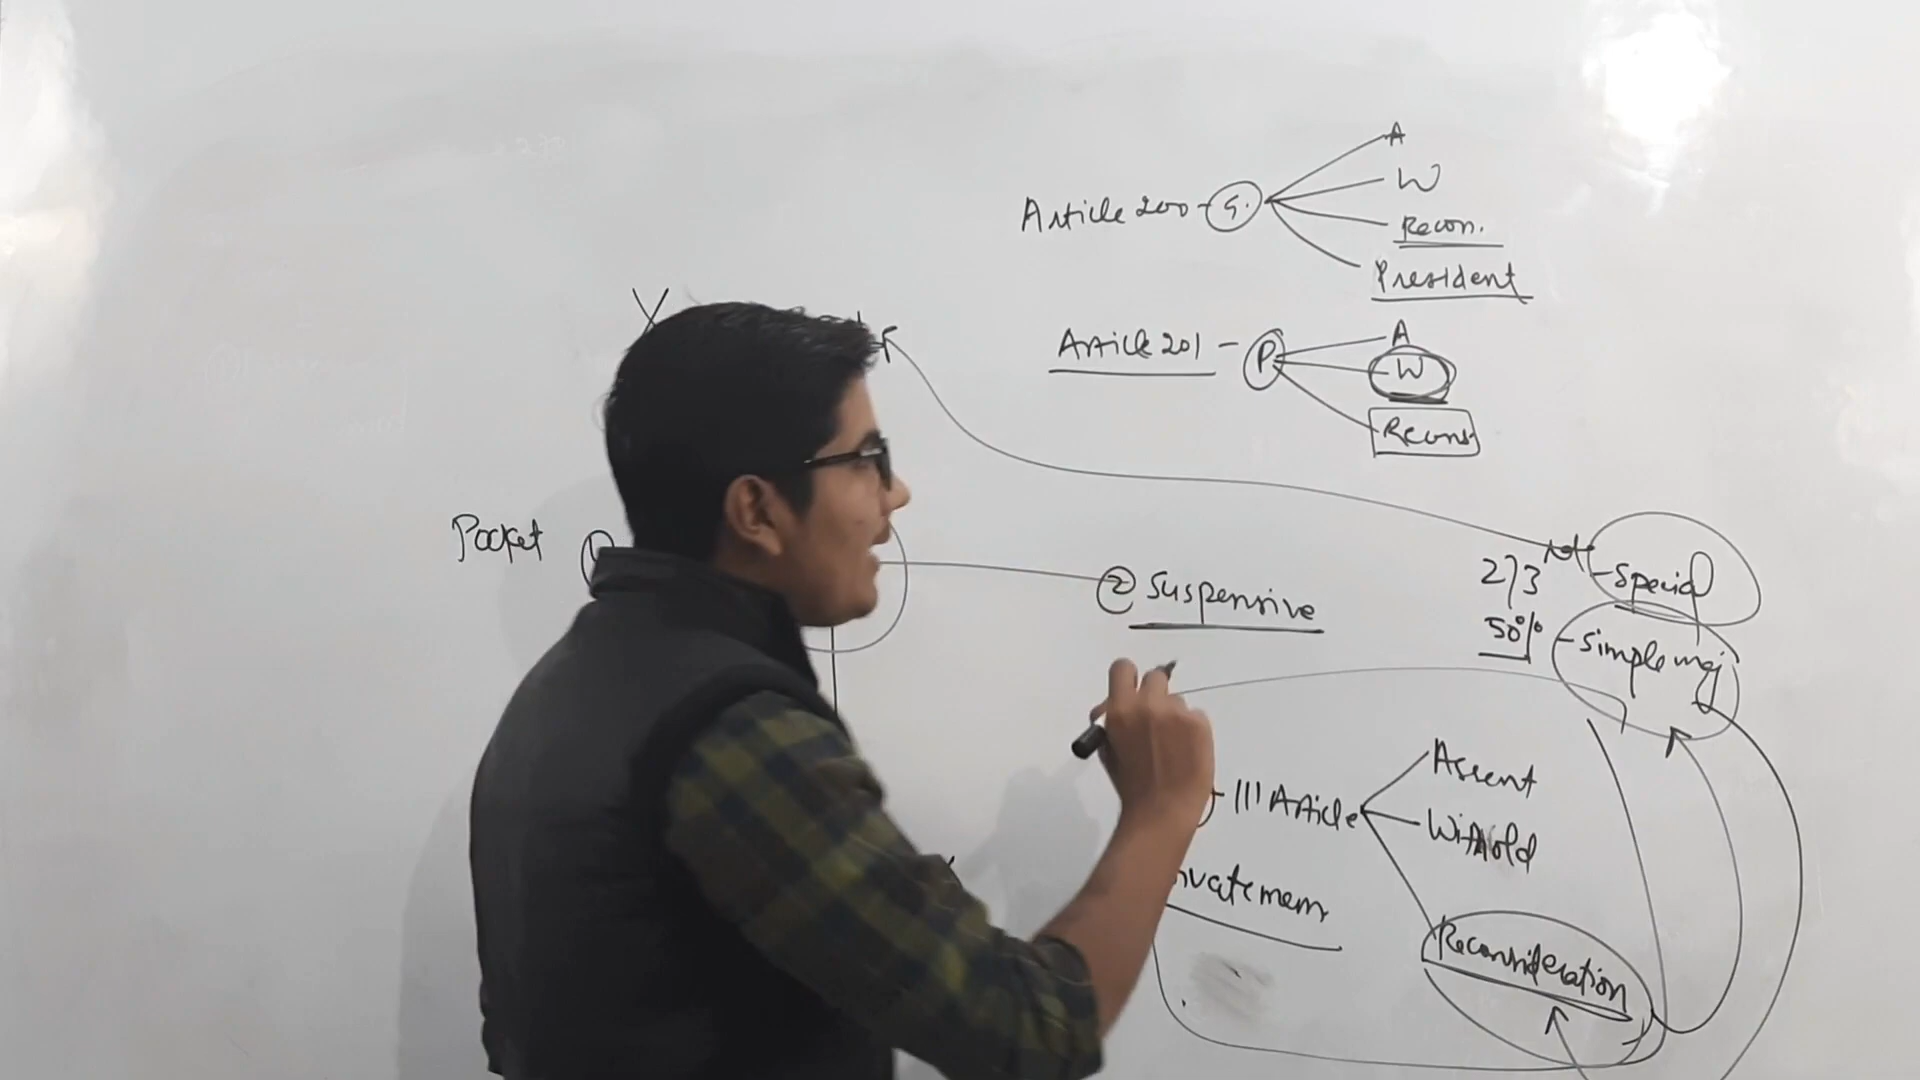 A
W
Article 200 - G.
Recon.
President
Article 201 - P
A
W
Recons
Pocket
2 Suspensive
2/3
- Special
50% - Simple maj
111 Article
Assent
Withold
Reconsideration